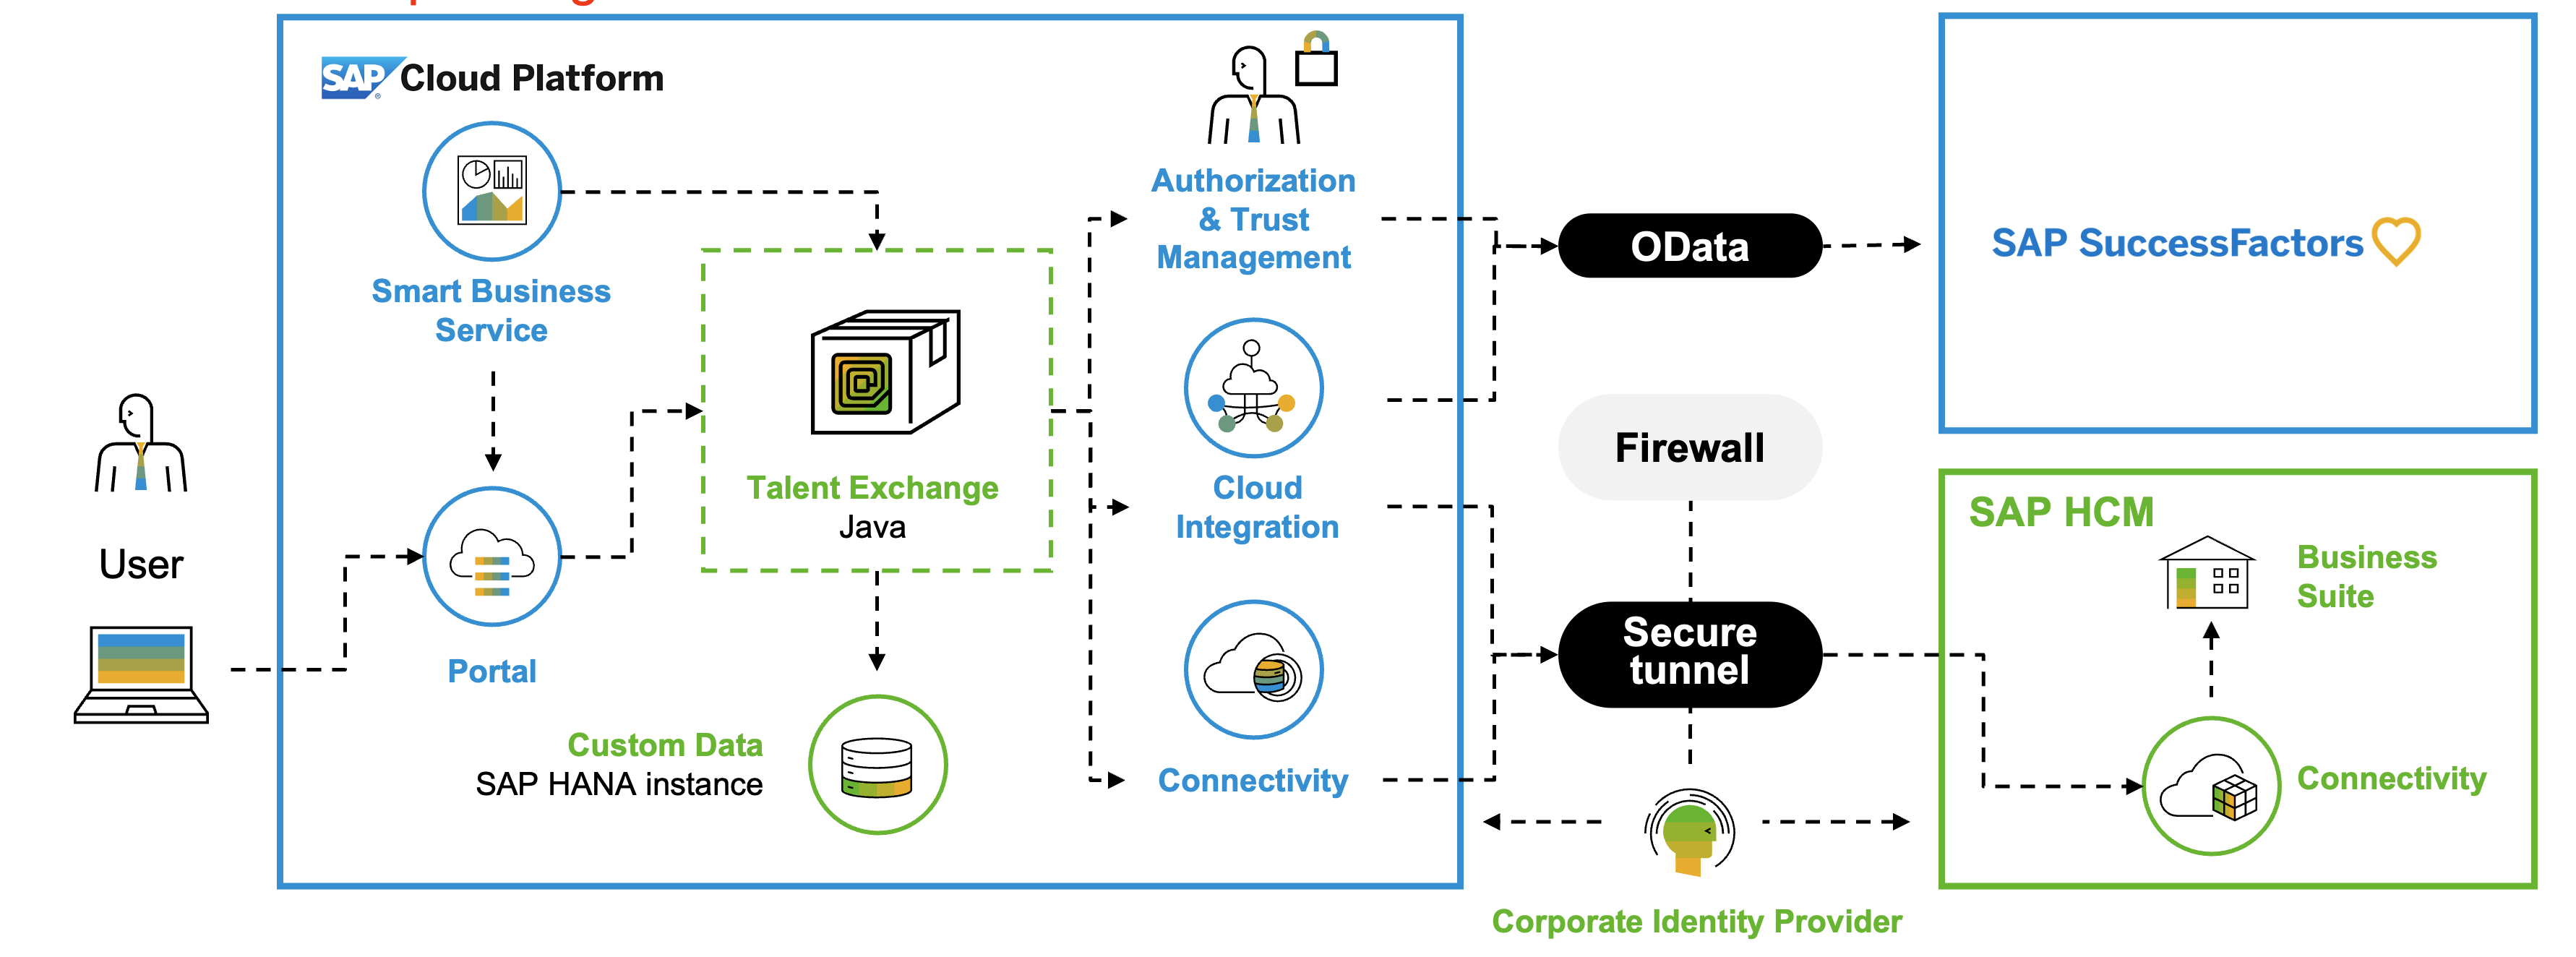 SAP Cloud Platform
Authorization
& Trust
Management
Smart Business
Service
OData
SAP SuccessFactors
Talent Exchange
Java
Cloud
Integration
Firewall
SAP HCM
Business
Suite
User
Portal
Secure
tunnel
Custom Data
SAP HANA instance
Connectivity
Connectivity
Corporate Identity Provider